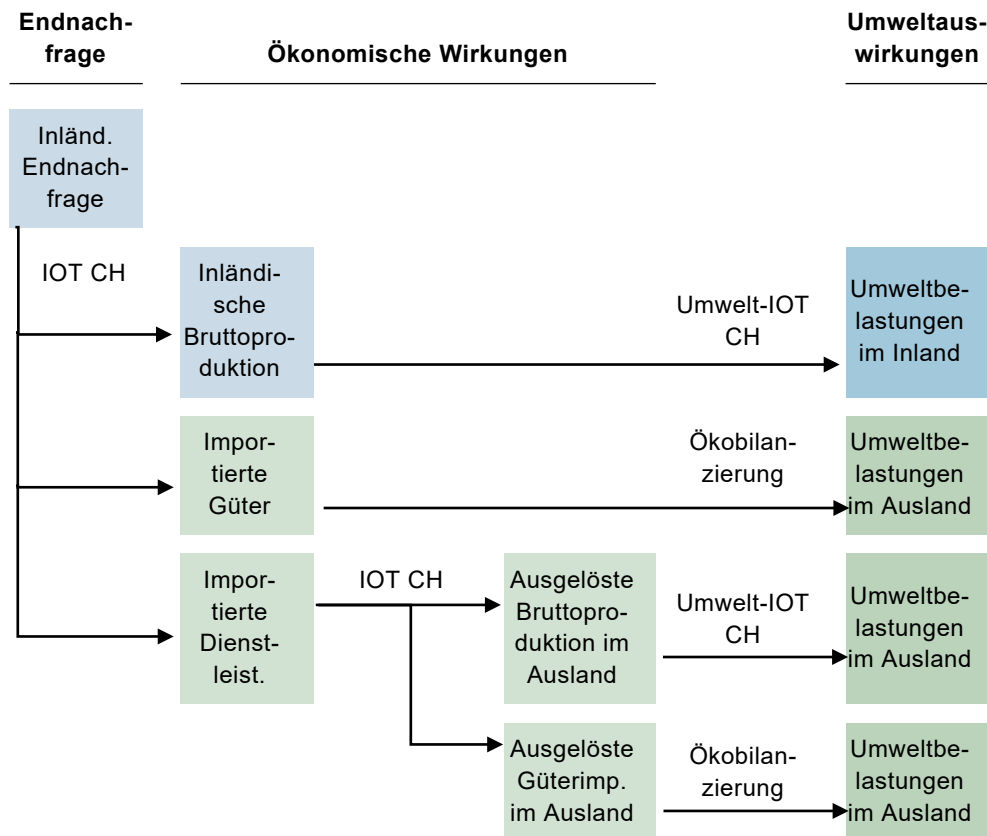 Endnach-
frage
Ökonomische Wirkungen
Umweltaus-
wirkungen
Inländ.
Endnach-
frage
IOT CH
Inländi-
sche
Bruttopro-
duktion
Umwelt-IOT
CH
Umweltbe-
lastungen
im Inland
Impor-
tierte
Güter
Ökobilan-
zierung
Umweltbe-
lastungen
im Ausland
Impor-
tierte
Dienst-
leist.
IOT CH
Ausgelöste
Bruttopro-
duktion im
Ausland
Umwelt-IOT
CH
Umweltbe-
lastungen
im Ausland
Ausgelöste
Güterimp.
im Ausland
Ökobilan-
zierung
Umweltbe-
lastungen
im Ausland